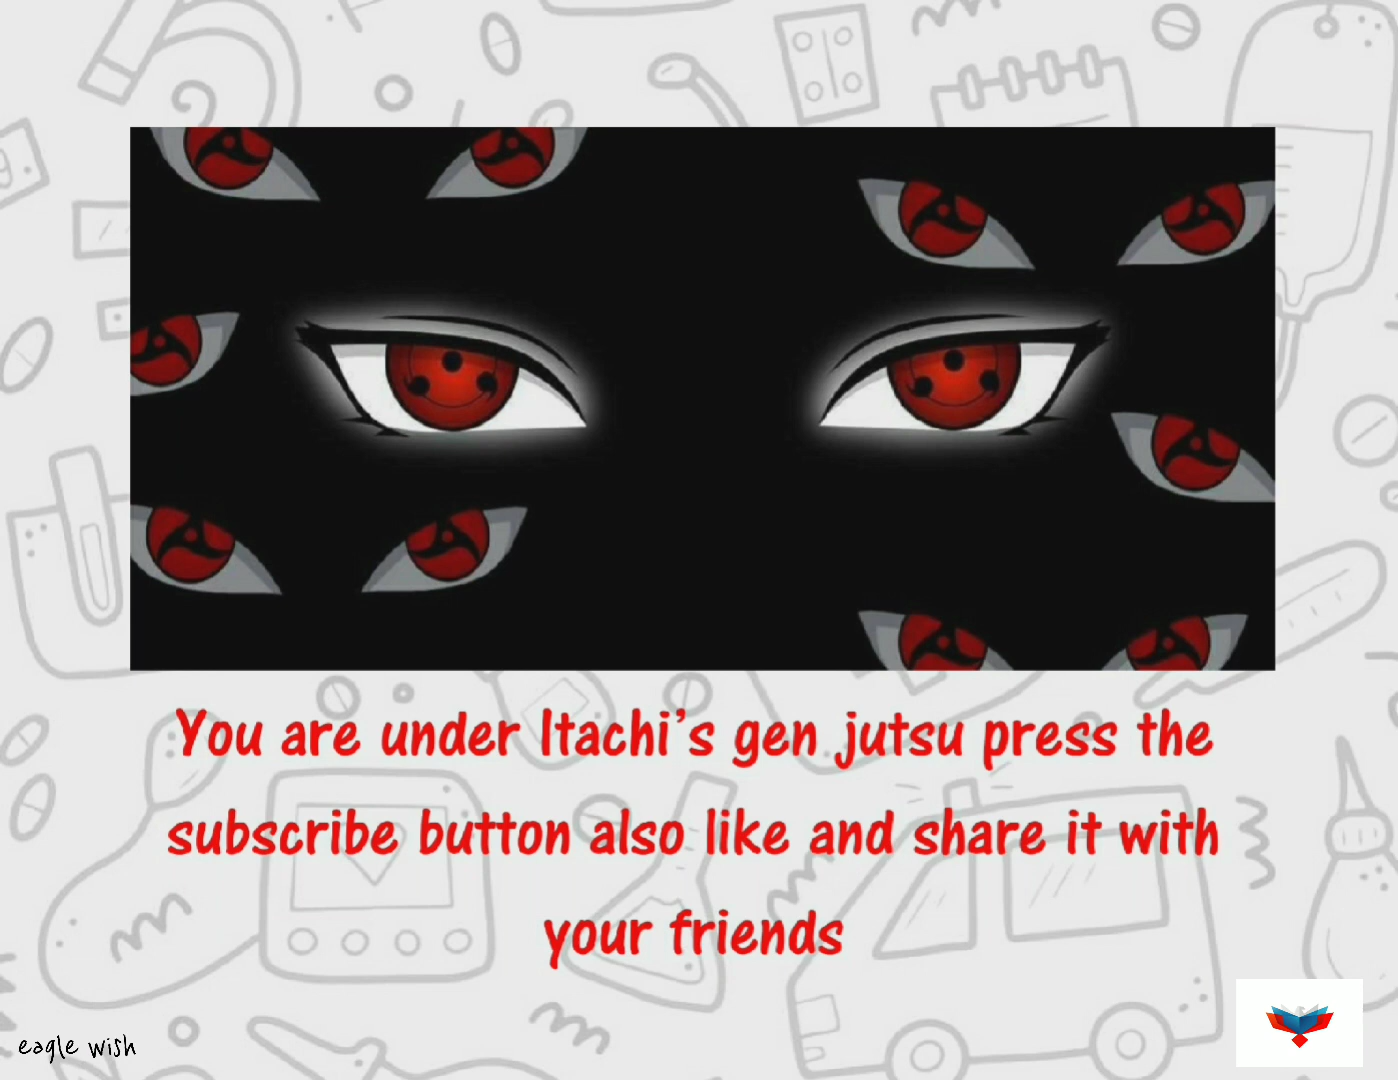 You are under Itachi’s gen jutsu press the
subscribe button also like and share it with
your friends
eagle wish